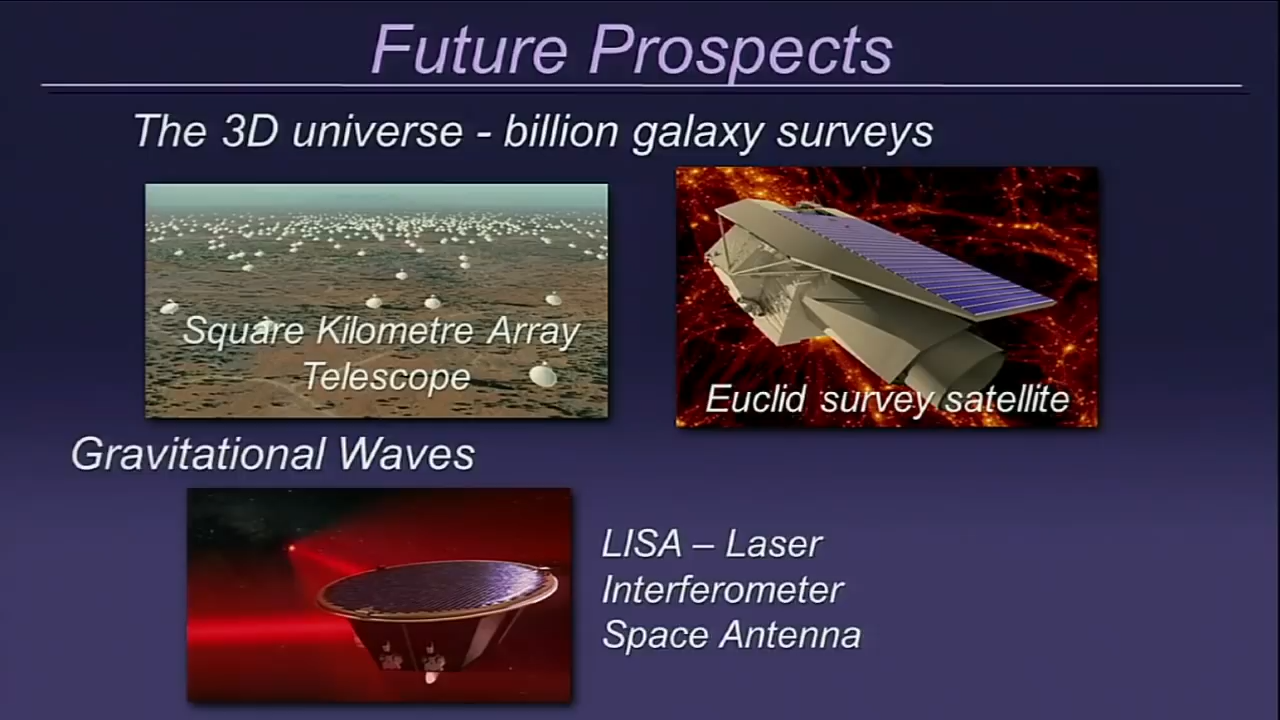 Future Prospects
The 3D universe - billion galaxy surveys
Square Kilometre Array
Telescope
Euclid survey satellite
Gravitational Waves
LISA – Laser
Interferometer
Space Antenna